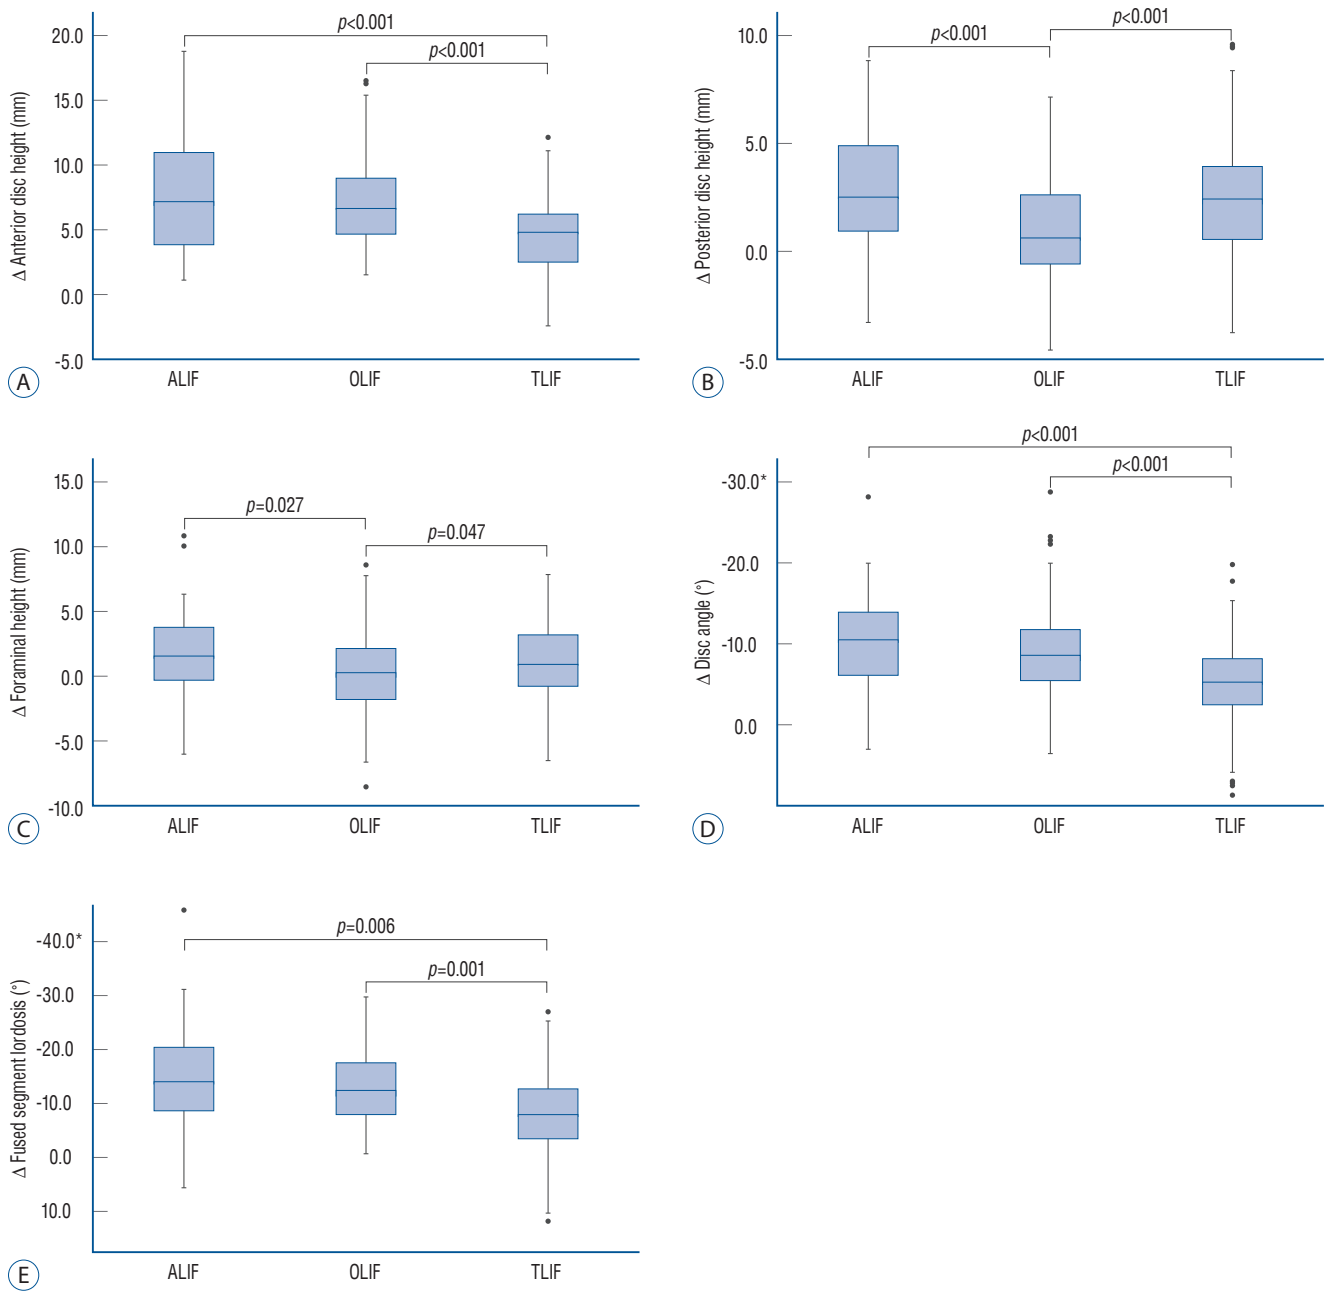 p<0.001
p<0.001
20.0
15.0
10.0
5.0
0.0
-5.0
Δ Anterior disc height (mm)
ALIF OLIF TLIF
A
p<0.001
p<0.001
10.0
5.0
0.0
-5.0
Δ Posterior disc height (mm)
ALIF OLIF TLIF
B
p=0.027
p=0.047
15.0
10.0
5.0
0.0
-5.0
-10.0
Δ Foraminal height (mm)
ALIF OLIF TLIF
C
p<0.001
p<0.001
-30.0*
-20.0
-10.0
0.0
Δ Disc angle (°)
ALIF OLIF TLIF
D
p=0.006
p=0.001
-40.0*
-30.0
-20.0
-10.0
0.0
10.0
Δ Fused segment lordosis (°)
ALIF OLIF TLIF
E